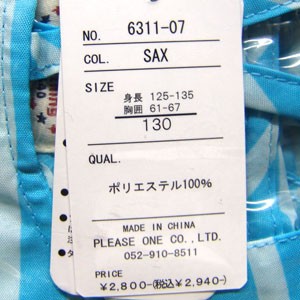 NO. 6311-07
COL. SAX
SIZE
身長 125-135
胸囲 61-67
130
QUAL.
ポリエステル100%
MADE IN CHINA
PLEASE ONE CO., LTD.
052-910-8511
PRICE
¥2,800-(税込¥2,940-)